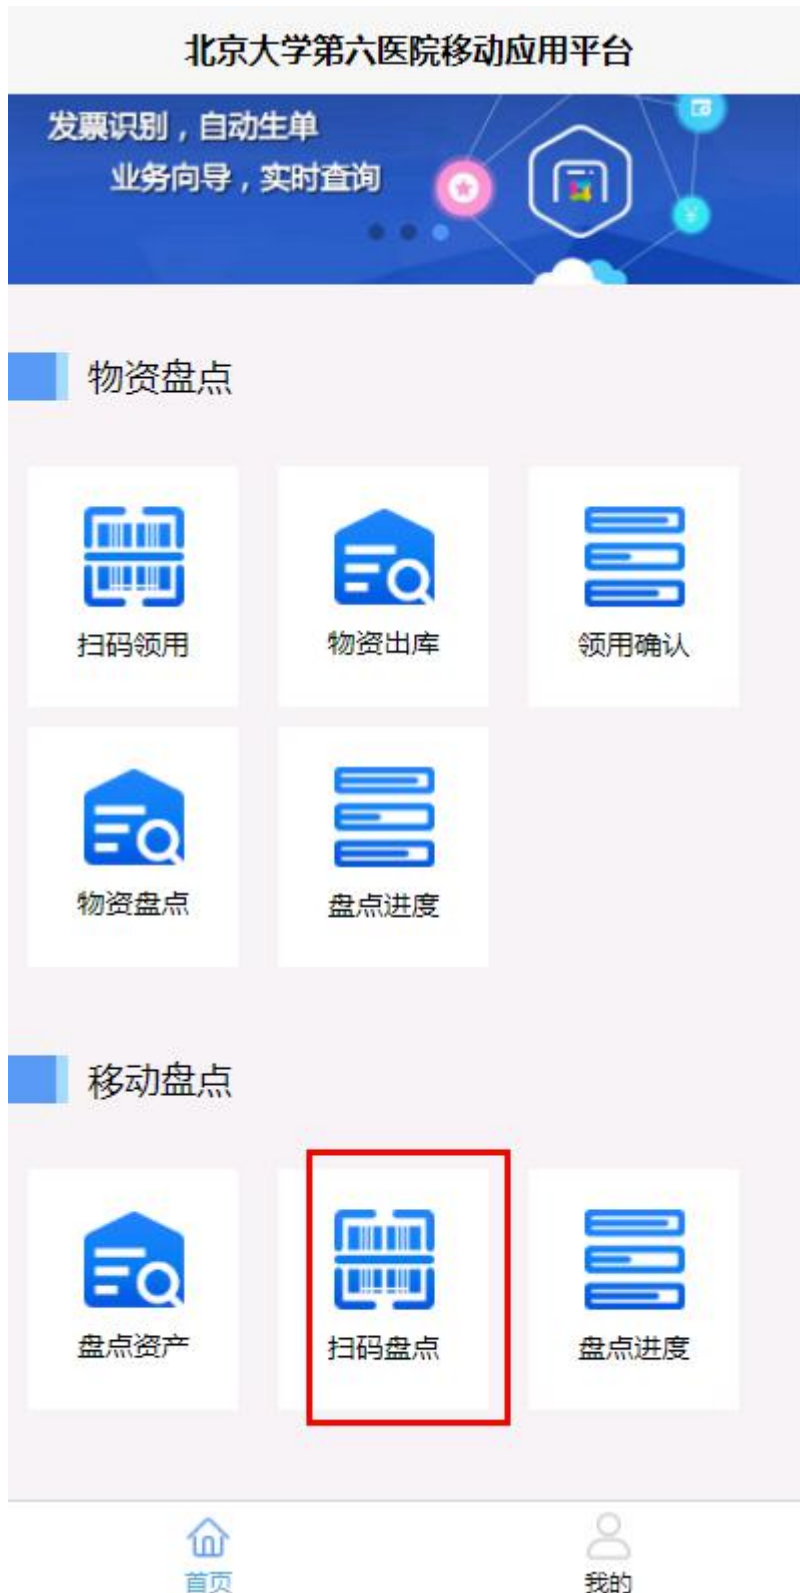 北京大学第六医院移动应用平台
发票识别，自动生单
业务向导，实时查询
物资盘点
扫码领用
物资出库
领用确认
物资盘点
盘点进度
移动盘点
盘点资产
扫码盘点
盘点进度
首页
我的